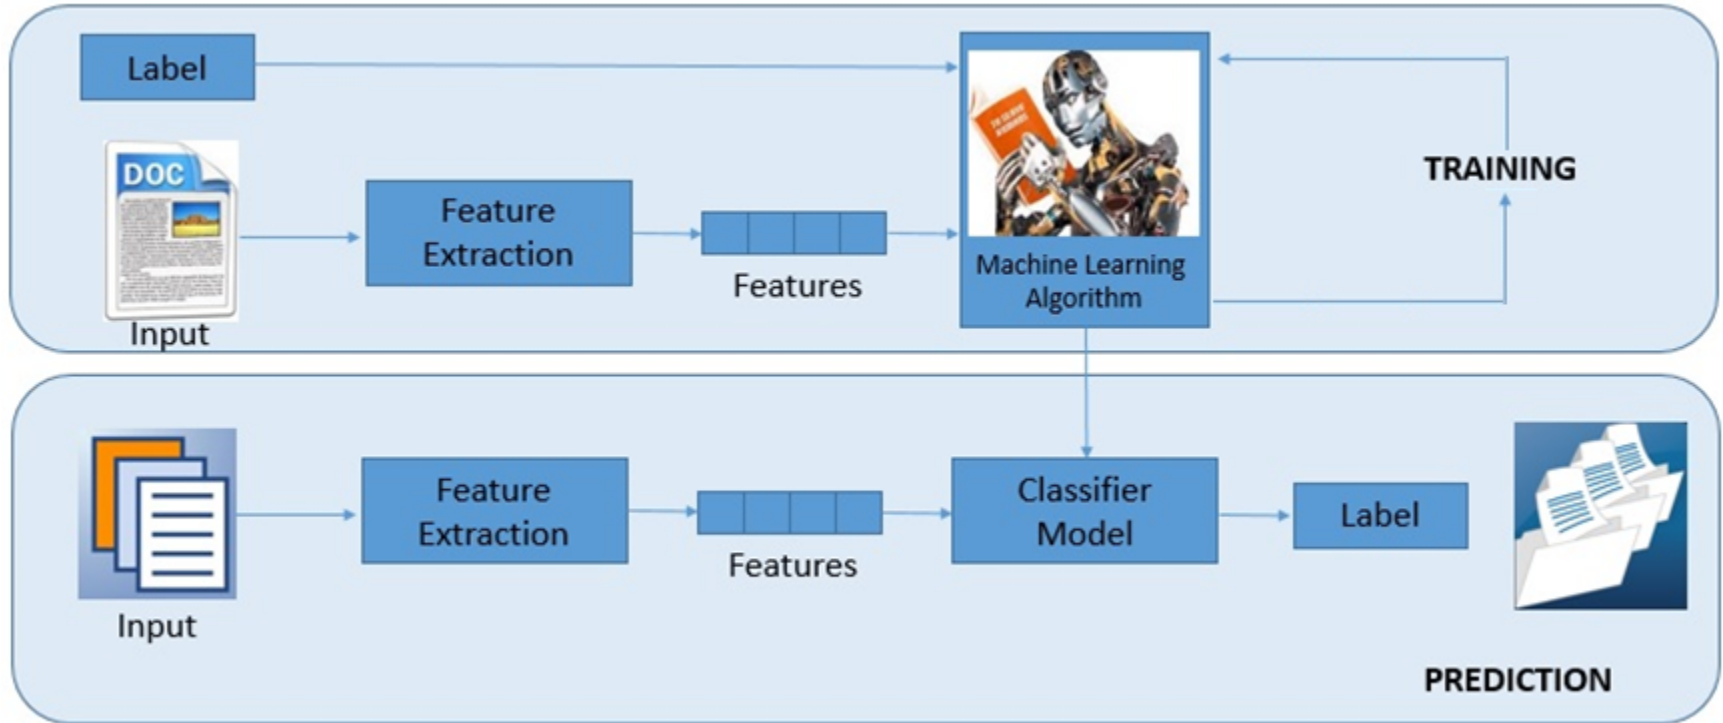 Label
DOC
Input
Feature
Extraction
Features
Machine Learning
Algorithm
TRAINING
Input
Feature
Extraction
Features
Classifier
Model
Label
PREDICTION